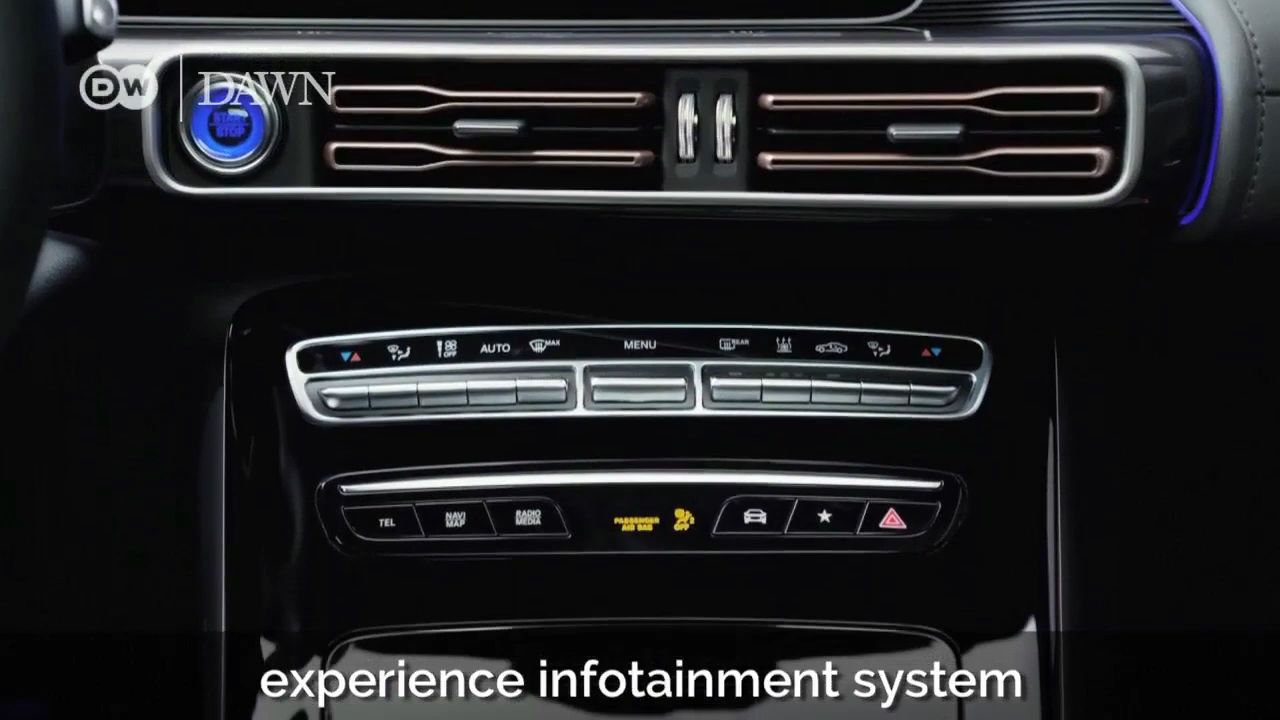 DW DAWN
START
STOP
OFF AUTO MAX MENU REAR
TEL NAVI MAP RADIO MEDIA PASSENGER AIR BAG OFF
experience infotainment system